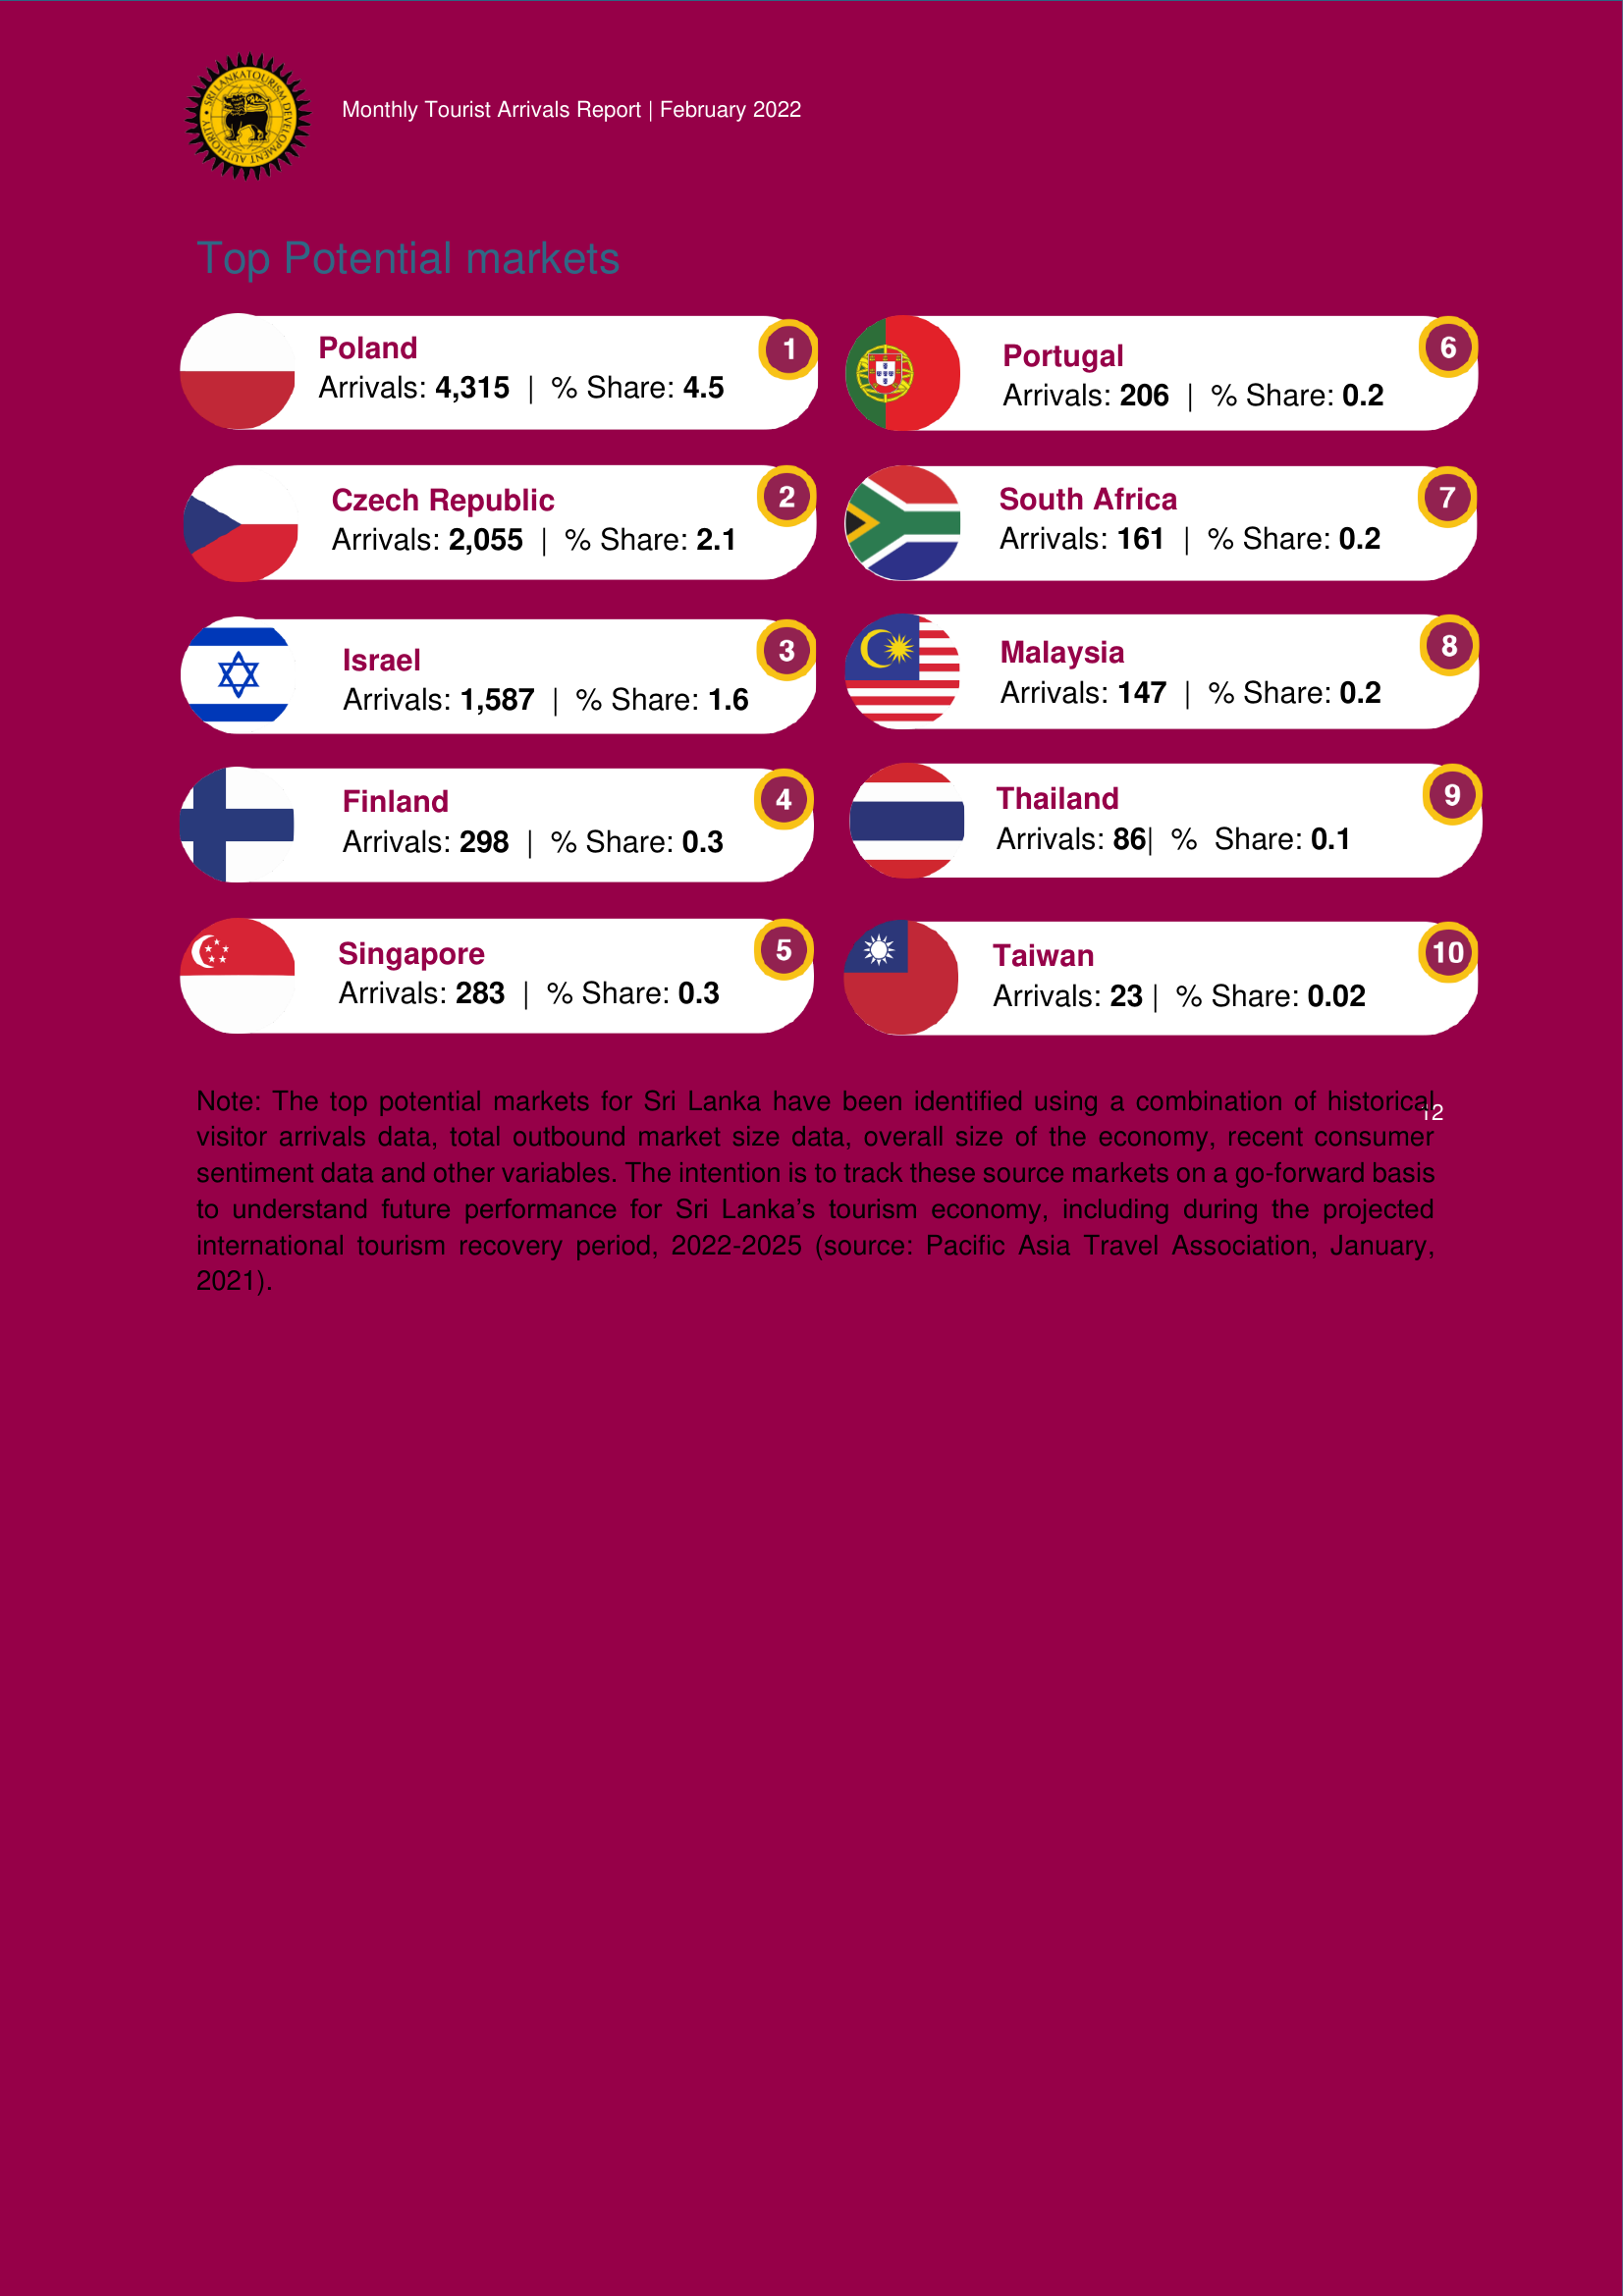 SRI LANKA TOURISM DEVELOPMENT AUTHORITY
Monthly Tourist Arrivals Report | February 2022
Top Potential markets
Poland
1
Arrivals: 4,315 | % Share: 4.5
Czech Republic
2
Arrivals: 2,055 | % Share: 2.1
Israel
3
Arrivals: 1,587 | % Share: 1.6
Finland
4
Arrivals: 298 | % Share: 0.3
Singapore
5
Arrivals: 283 | % Share: 0.3
Portugal
6
Arrivals: 206 | % Share: 0.2
South Africa
7
Arrivals: 161 | % Share: 0.2
Malaysia
8
Arrivals: 147 | % Share: 0.2
Thailand
9
Arrivals: 86| % Share: 0.1
Taiwan
10
Arrivals: 23 | % Share: 0.02
Note: The top potential markets for Sri Lanka have been identified using a combination of historical
12
visitor arrivals data, total outbound market size data, overall size of the economy, recent consumer
sentiment data and other variables. The intention is to track these source markets on a go-forward basis
to understand future performance for Sri Lanka's tourism economy, including during the projected
international tourism recovery period, 2022-2025 (source: Pacific Asia Travel Association, January,
2021).